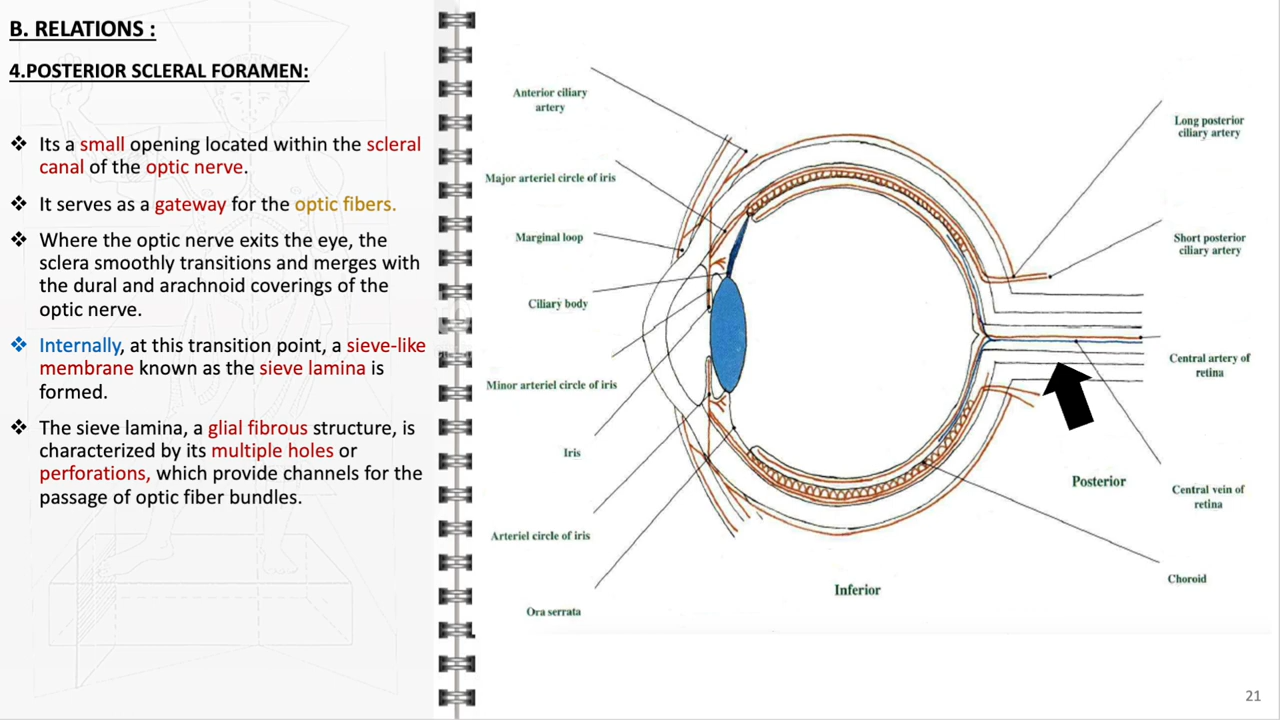 B. RELATIONS :
4.POSTERIOR SCLERAL FORAMEN:
❖ Its a small opening located within the scleral
canal of the optic nerve.
❖ It serves as a gateway for the optic fibers.
❖ Where the optic nerve exits the eye, the
sclera smoothly transitions and merges with
the dural and arachnoid coverings of the
optic nerve.
❖ Internally, at this transition point, a sieve-like
membrane known as the sieve lamina is
formed.
❖ The sieve lamina, a glial fibrous structure, is
characterized by its multiple holes or
perforations, which provide channels for the
passage of optic fiber bundles.
Anterior ciliary
artery
Major arteriel circle of iris
Marginal loop
Ciliary body
Minor arteriel circle of iris
Iris
Arteriel circle of iris
Ora serrata
Long posterior
ciliary artery
Short posterior
ciliary artery
Central artery of
retina
Posterior
Central vein of
retina
Choroid
Inferior
21